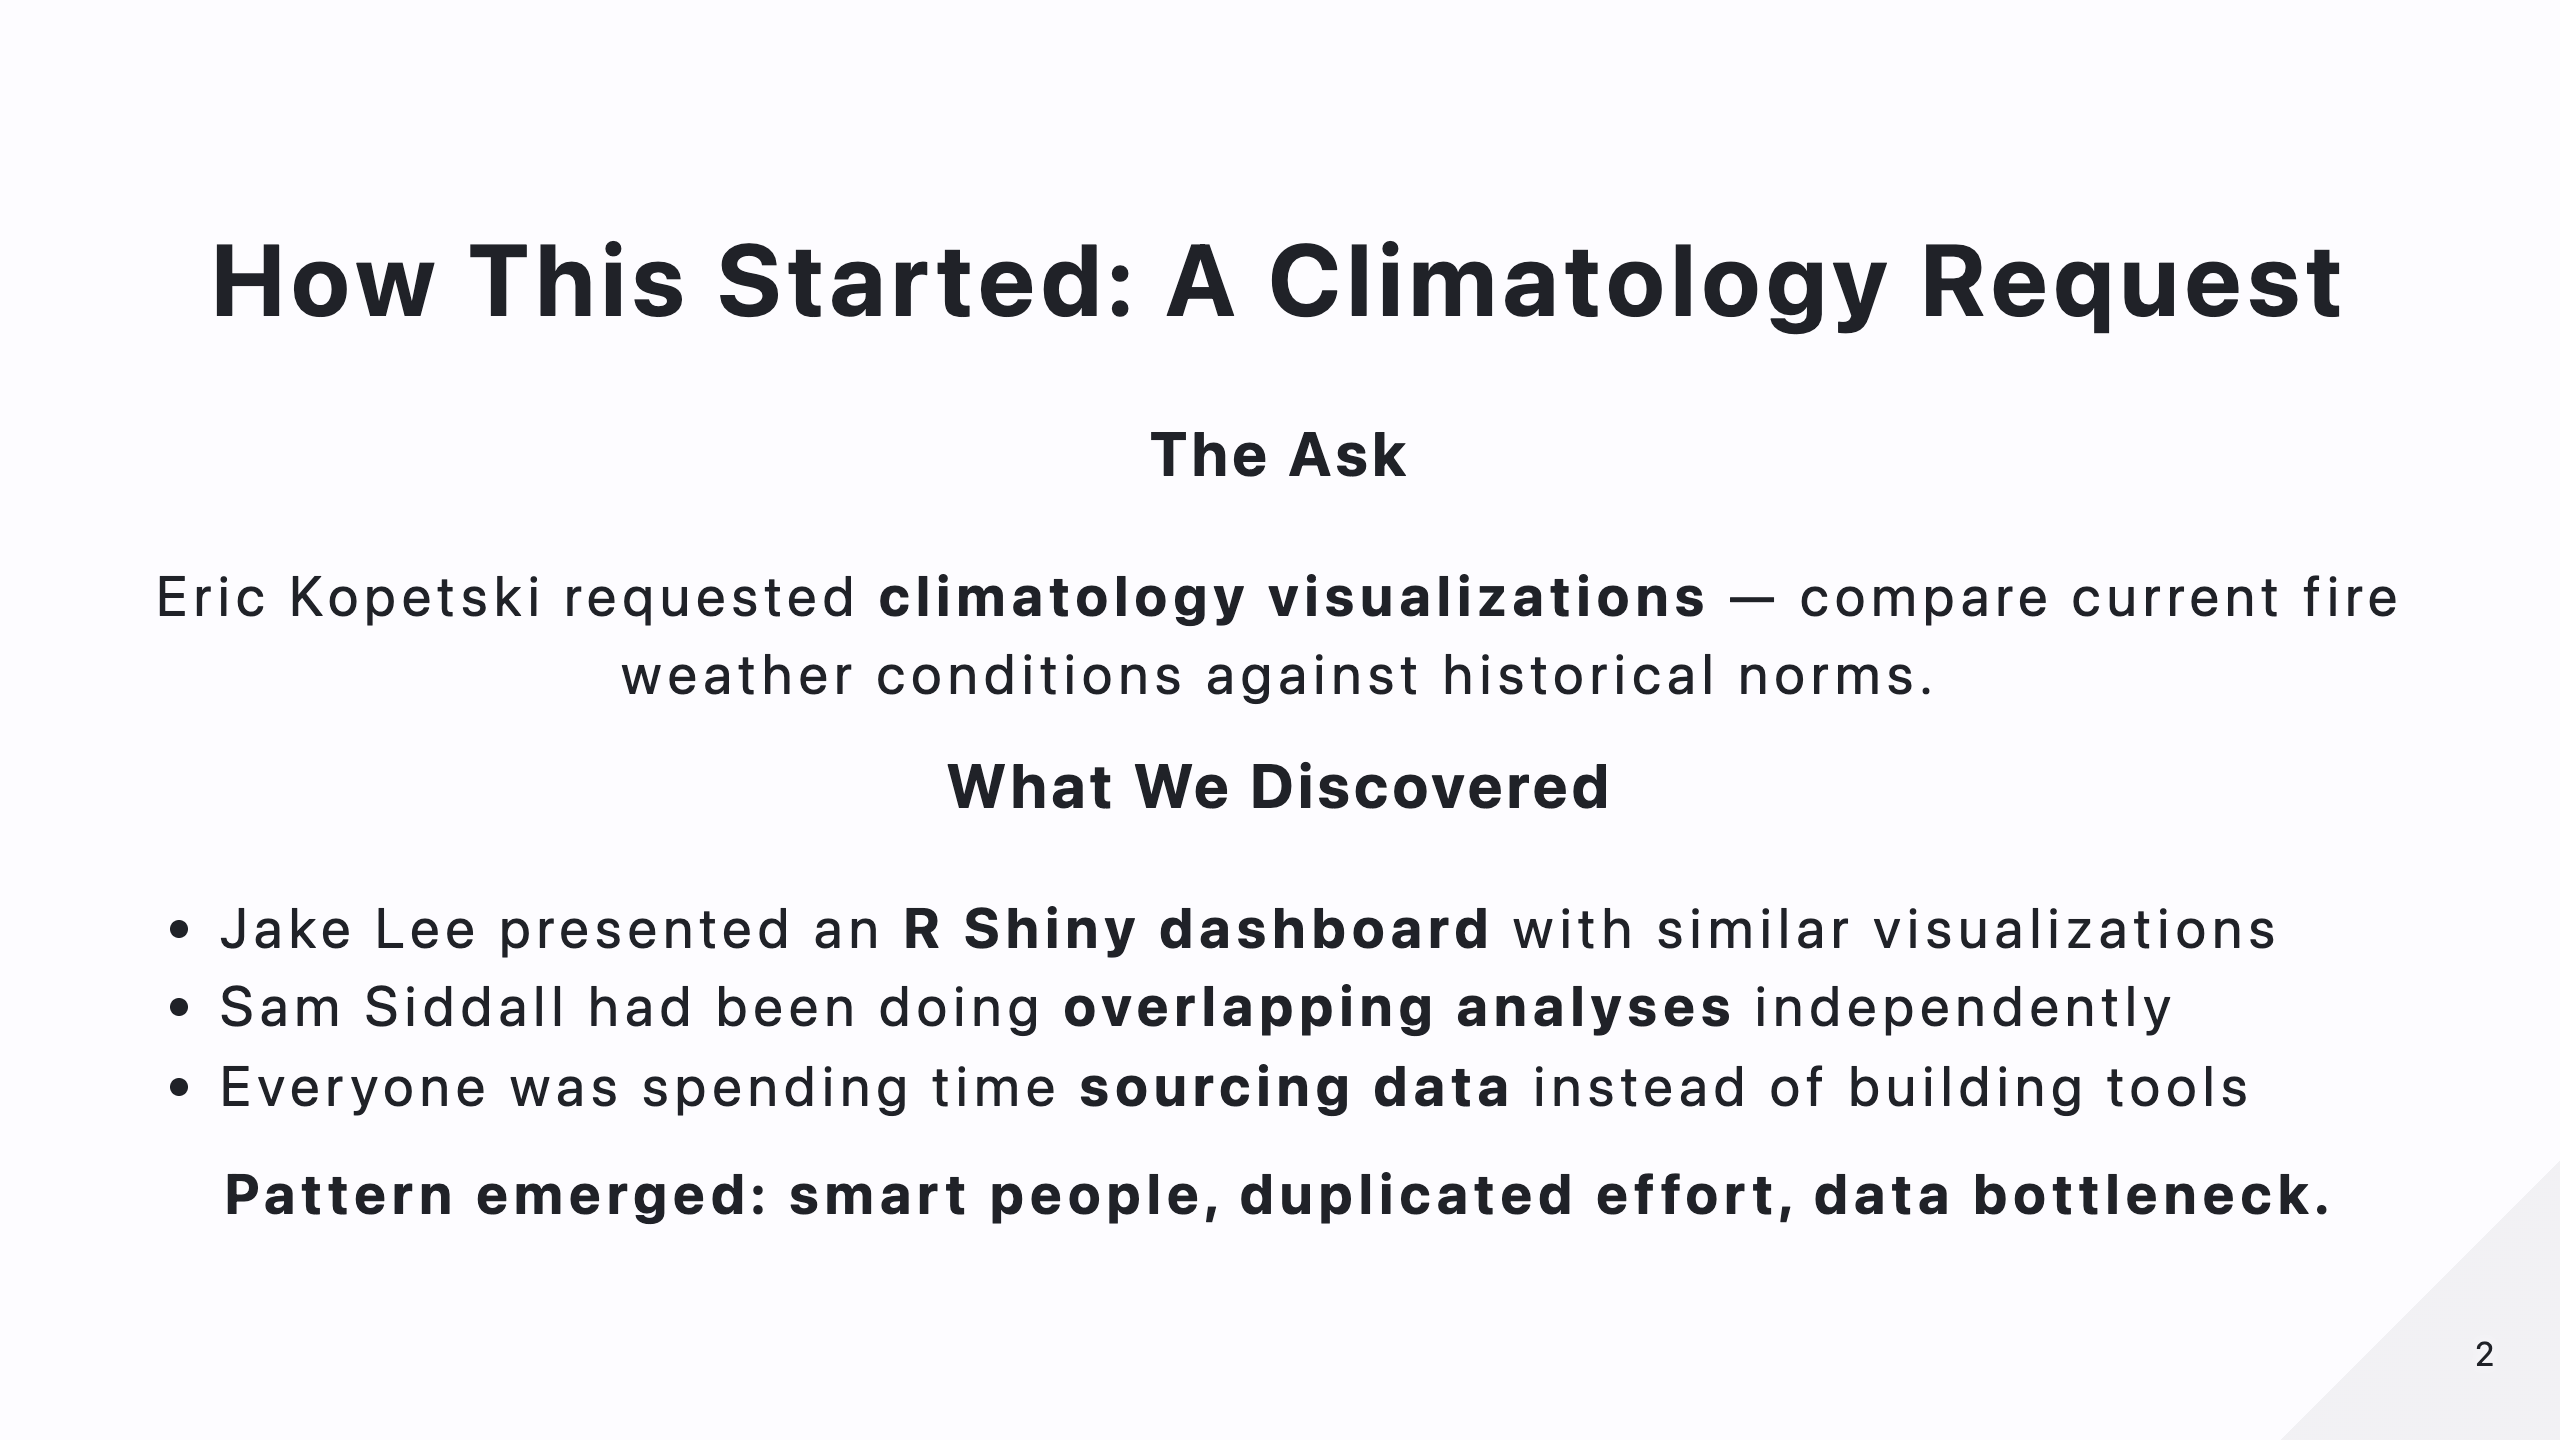 How This Started: A Climatology Request
The Ask
Eric Kopetski requested climatology visualizations — compare current fire
weather conditions against historical norms.
What We Discovered
• Jake Lee presented an R Shiny dashboard with similar visualizations
• Sam Siddall had been doing overlapping analyses independently
• Everyone was spending time sourcing data instead of building tools
Pattern emerged: smart people, duplicated effort, data bottleneck.
2